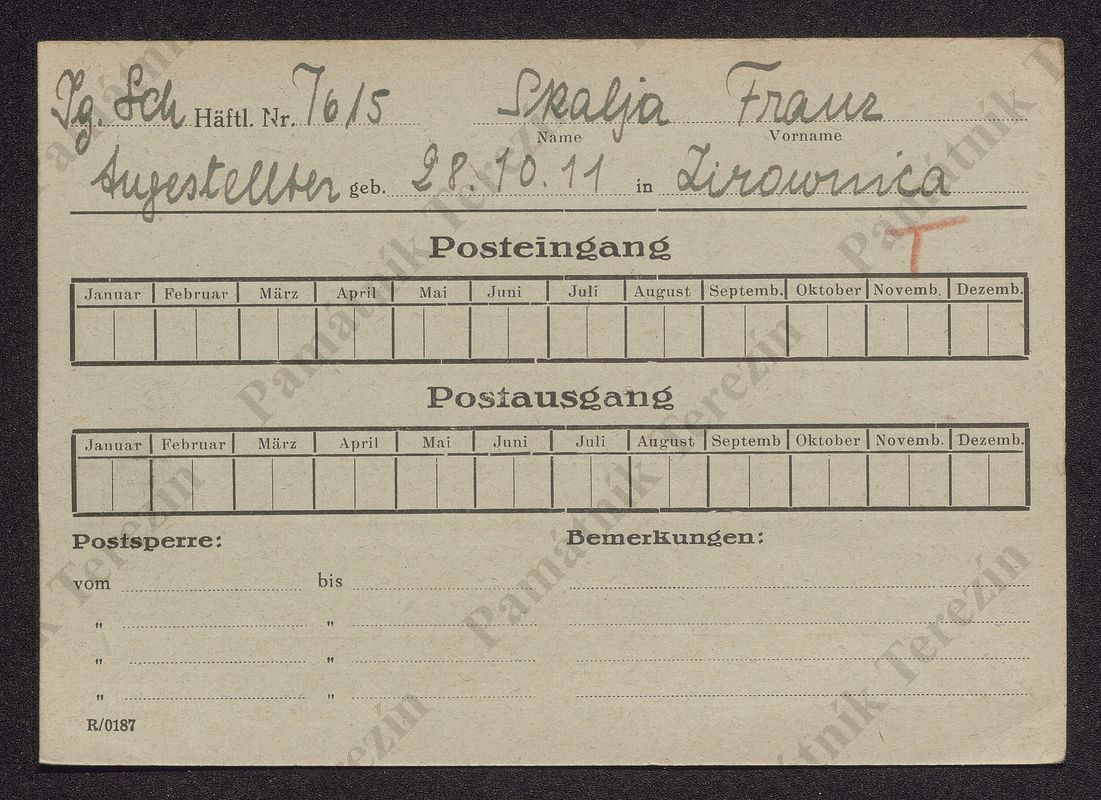 Jg. Sch Häftl. Nr. 7615 Skalja Franz
Name Vorname
Angestellter geb. 28.10.11 in Zirownica
T
Posteingang
Januar Februar März April Mai Juni Juli August Septemb. Oktober Novemb. Dezemb.
Postausgang
Januar Februar März April Mai Juni Juli August Septemb Oktober Novemb. Dezemb.
Postsperre: Bemerkungen:
vom bis
" "
" "
" "
R/0187
Památník Terezín